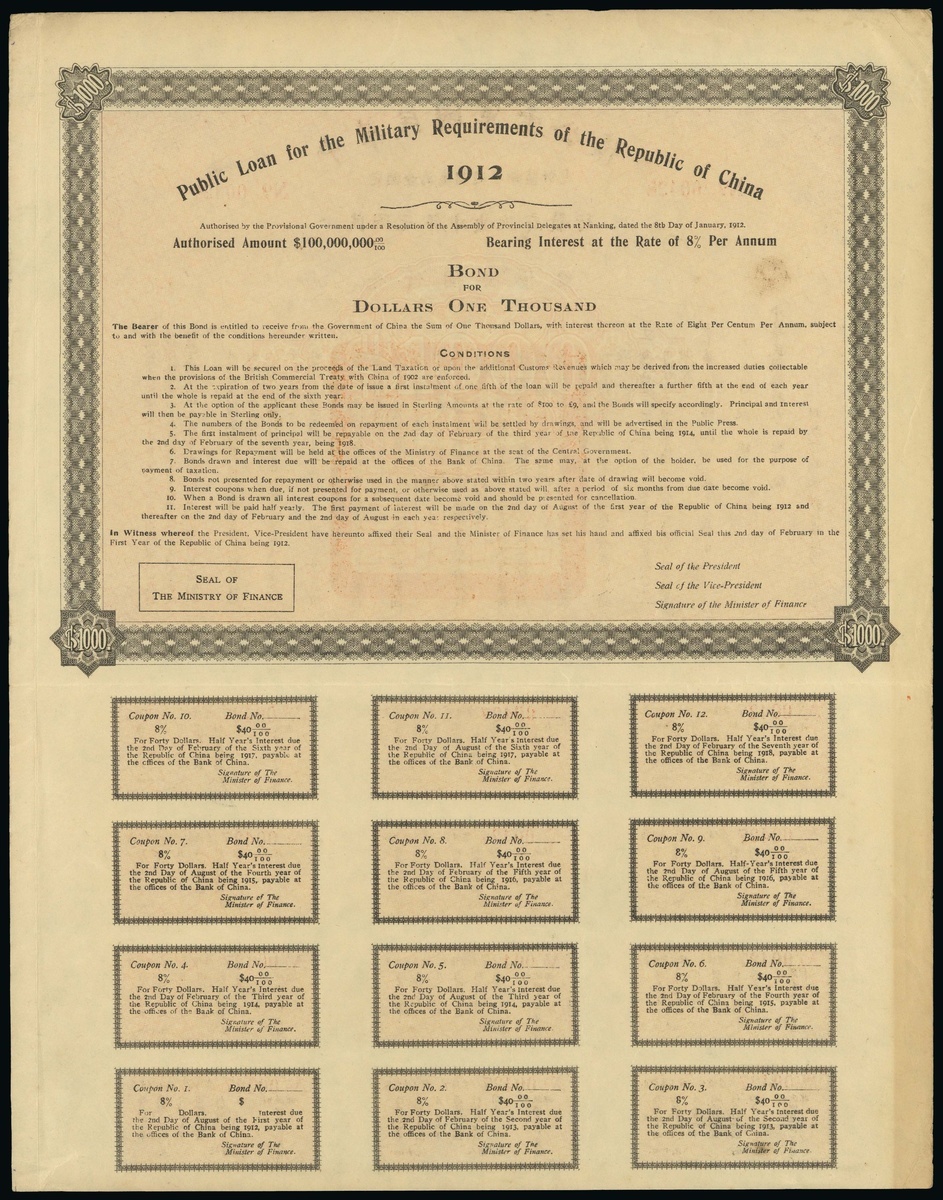 $1000
$1000
Public Loan for the Military Requirements of the Republic of China
1912
Authorised by the Provisional Government under a Resolution of the Assembly of Provincial Delegates at Nanking, dated the 8th Day of January, 1912.
Authorised Amount $100,000,000 00/100 Bearing Interest at the Rate of 8% Per Annum
BOND
FOR
DOLLARS ONE THOUSAND
The Bearer of this Bond is entitled to receive from the Government of China the Sum of One Thousand Dollars, with interest thereon at the Rate of Eight Per Centum Per Annum, subject
to and with the benefit of the conditions hereunder written.
CONDITIONS
1. This Loan will be secured on the proceeds of the Land Taxation or upon the additional Customs Revenues which may be derived from the increased duties collectable
when the provisions of the British Commercial Treaty with China of 1902 are enforced.
2. At the expiration of two years from the date of issue a first instalment of one fifth of the loan will be repaid and thereafter a further fifth at the end of each year
until the whole is repaid at the end of the sixth year.
3. At the option of the applicant these Bonds may be issued in Sterling Amounts at the rate of $100 to £9, and the Bonds will specify accordingly. Principal and Interest
will then be payable in Sterling only.
4. The numbers of the Bonds to be redeemed on repayment of each instalment will be settled by drawings, and will be advertised in the Public Press.
5. The first instalment of principal will be repayable on the 2nd day of February of the third year of the Republic of China being 1914, until the whole is repaid by
the 2nd day of February of the seventh year, being 1918.
6. Drawings for Repayment will be held at the offices of the Ministry of Finance at the seat of the Central Government.
7. Bonds drawn and interest due will be repaid at the offices of the Bank of China. The same may, at the option of the holder, be used for the purpose of
payment of taxation.
8. Bonds not presented for repayment or otherwise used in the manner above stated within two years after date of drawing will become void.
9. Interest coupons when due, if not presented for payment, or otherwise used as above stated will, after a period of six months from due date become void.
10. When a Bond is drawn all interest coupons for a subsequent date become void and should be presented for cancellation.
11. Interest will be paid half yearly. The first payment of interest will be made on the 2nd day of August of the first year of the Republic of China being 1912 and
thereafter on the 2nd day of February and the 2nd day of August in each year respectively.
In Witness whereof the President, Vice-President have hereunto affixed their Seal and the Minister of Finance has set his hand and affixed his official Seal this 2nd day of February in the
First Year of the Republic of China being 1912.
SEAL OF
THE MINISTRY OF FINANCE
Seal of the President
Seal of the Vice-President
Signature of the Minister of Finance
$1000
$1000
Coupon No. 10. Bond No.
8% $40 00/100
For Forty Dollars. Half Year's Interest due
the 2nd Day of February of the Sixth year of
the Republic of China being 1917, payable at
the offices of the Bank of China.
Signature of The
Minister of Finance.
Coupon No. 11. Bond No.
8% $40 00/100
For Forty Dollars. Half Year's Interest due
the 2nd Day of August of the Sixth year of
the Republic of China being 1917, payable at
the offices of the Bank of China.
Signature of The
Minister of Finance.
Coupon No. 12. Bond No.
8% $40 00/100
For Forty Dollars. Half Year's Interest due
the 2nd Day of February of the Seventh year of
the Republic of China being 1918, payable at
the offices of the Bank of China.
Signature of The
Minister of Finance.
Coupon No. 7. Bond No.
8% $40 00/100
For Forty Dollars. Half Year's Interest due
the 2nd Day of August of the Fourth year of
the Republic of China being 1915, payable at
the offices of the Bank of China.
Signature of The
Minister of Finance.
Coupon No. 8. Bond No.
8% $40 00/100
For Forty Dollars. Half Year's Interest due
the 2nd Day of February of the Fifth year of
the Republic of China being 1916, payable at
the offices of the Bank of China.
Signature of The
Minister of Finance.
Coupon No. 9. Bond No.
8% $40 00/100
For Forty Dollars. Half-Year's Interest due
the 2nd Day of August of the Fifth year of
the Republic of China being 1916, payable at
the offices of the Bank of China.
Signature of The
Minister of Finance.
Coupon No. 4. Bond No.
8% $40 00/100
For Forty Dollars. Half Year's Interest due
the 2nd Day of February of the Third year of
the Republic of China being 1914, payable at
the offices of the Bank of China.
Signature of The
Minister of Finance.
Coupon No. 5. Bond No.
8% $40 00/100
For Forty Dollars. Half Year's Interest due
the 2nd Day of August of the Third year of
the Republic of China being 1914, payable at
the offices of the Bank of China.
Signature of The
Minister of Finance.
Coupon No. 6. Bond No.
8% $40 00/100
For Forty Dollars. Half Year's Interest due
the 2nd Day of February of the Fourth year of
the Republic of China being 1915, payable at
the offices of the Bank of China.
Signature of The
Minister of Finance.
Coupon No. 1. Bond No.
8% $
For Dollars. Interest due
the 2nd Day of August of the First year of
the Republic of China being 1912, payable at
the offices of the Bank of China.
Signature of The
Minister of Finance.
Coupon No. 2. Bond No.
8% $40 00/100
For Forty Dollars. Half Year's Interest due
the 2nd Day of February of the Second year of
the Republic of China being 1913, payable at
the offices of the Bank of China.
Signature of The
Minister of Finance.
Coupon No. 3. Bond No.
8% $40 00/100
For Forty Dollars. Half Year's Interest due
the 2nd Day of August of the Second year of
the Republic of China being 1913, payable at
the offices of the Bank of China.
Signature of The
Minister of Finance.